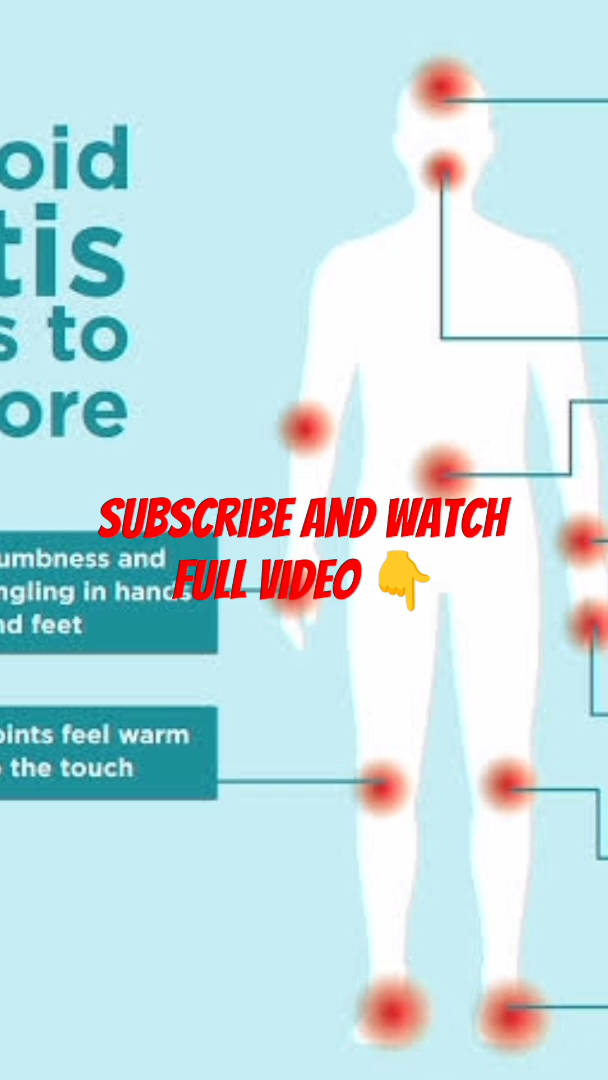 oid
tis
s to
ore
SUBSCRIBE AND WATCH
FULL VIDEO 👇
umbness and
ngling in hands
nd feet
oints feel warm
o the touch